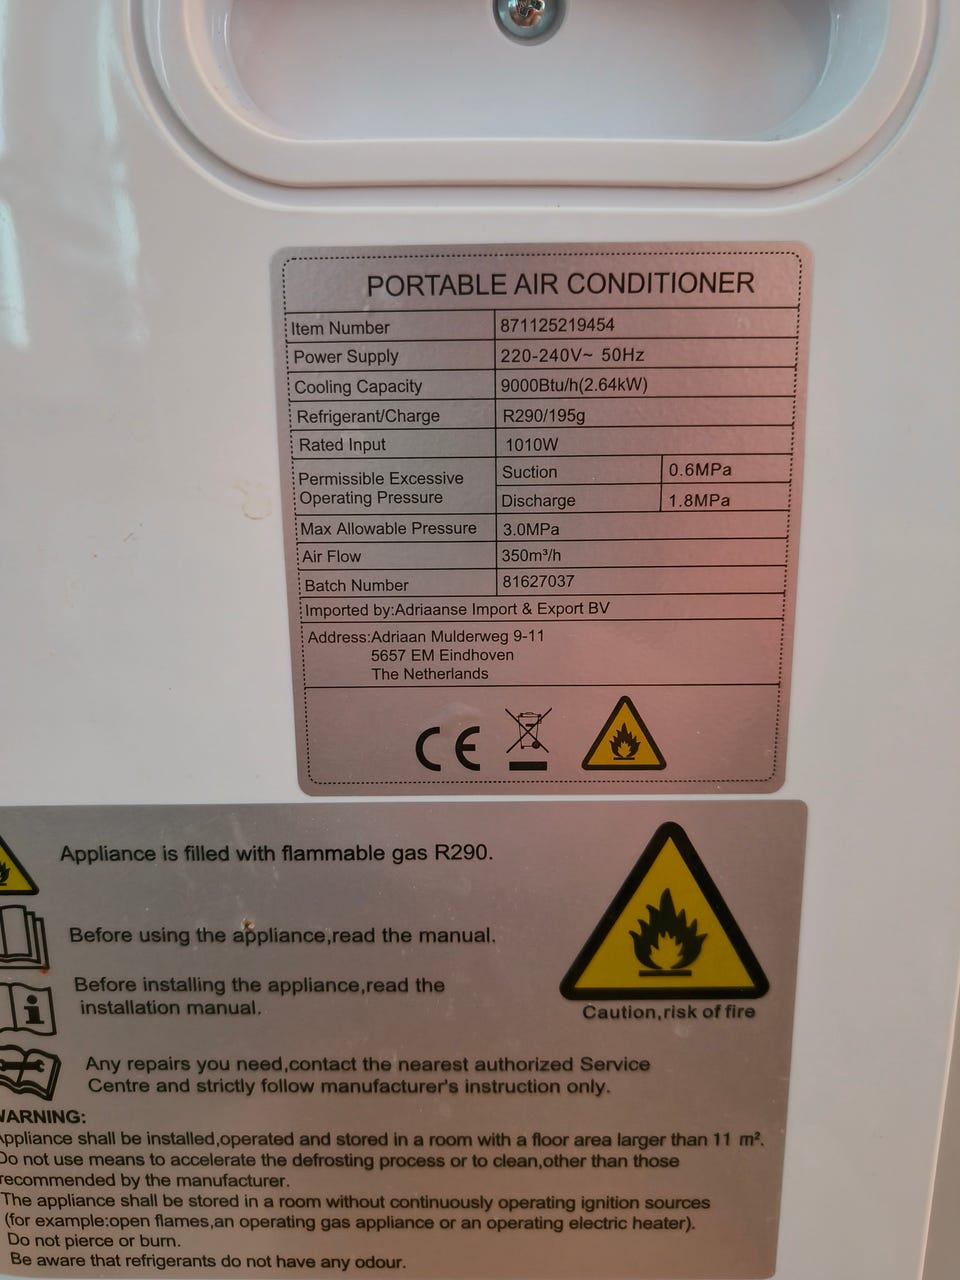 PORTABLE AIR CONDITIONER
Item Number 871125219454
Power Supply 220-240V~ 50Hz
Cooling Capacity 9000Btu/h(2.64kW)
Refrigerant/Charge R290/195g
Rated Input 1010W
Permissible Excessive Operating Pressure Suction 0.6MPa
Discharge 1.8MPa
Max Allowable Pressure 3.0MPa
Air Flow 350m³/h
Batch Number 81627037
Imported by:Adriaanse Import & Export BV
Address:Adriaan Mulderweg 9-11
5657 EM Eindhoven
The Netherlands
CE
Appliance is filled with flammable gas R290.
Before using the appliance,read the manual.
Before installing the appliance,read the
installation manual.
Caution,risk of fire
Any repairs you need,contact the nearest authorized Service
Centre and strictly follow manufacturer's instruction only.
WARNING:
Appliance shall be installed,operated and stored in a room with a floor area larger than 11 m².
Do not use means to accelerate the defrosting process or to clean,other than those
recommended by the manufacturer.
The appliance shall be stored in a room without continuously operating ignition sources
(for example:open flames,an operating gas appliance or an operating electric heater).
Do not pierce or burn.
Be aware that refrigerants do not have any odour.